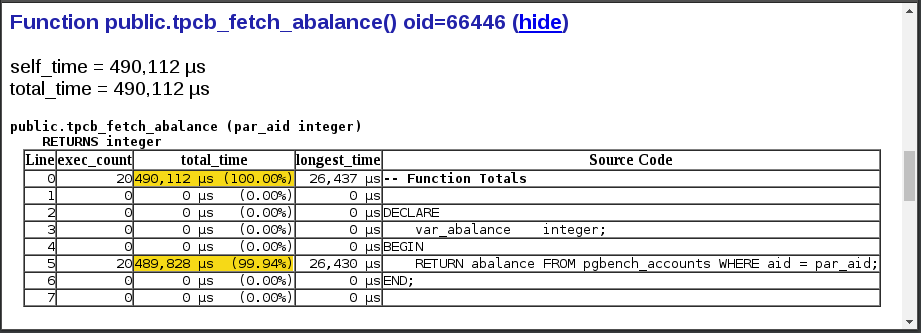 Function public.tpcb_fetch_abalance() oid=66446 (hide)
self_time = 490,112 µs
total_time = 490,112 µs
public.tpcb_fetch_abalance (par_aid integer)
RETURNS integer
Line exec_count total_time longest_time Source Code
0 20 490,112 µs (100.00%) 26,437 µs -- Function Totals
1 0 0 µs (0.00%) 0 µs
2 0 0 µs (0.00%) 0 µs DECLARE
3 0 0 µs (0.00%) 0 µs var_abalance integer;
4 0 0 µs (0.00%) 0 µs BEGIN
5 20 489,828 µs (99.94%) 26,430 µs RETURN abalance FROM pgbench_accounts WHERE aid = par_aid;
6 0 0 µs (0.00%) 0 µs END;
7 0 0 µs (0.00%) 0 µs